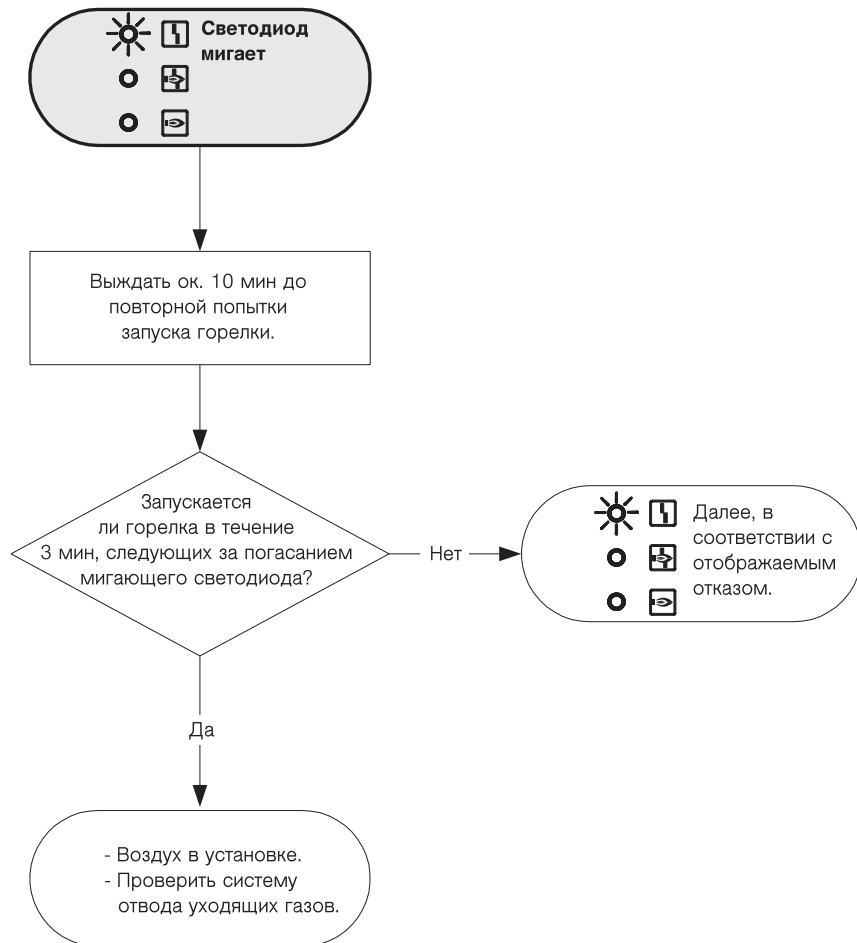 Светодиод
мигает
Выждать ок. 10 мин до
повторной попытки
запуска горелки.
Запускается
ли горелка в течение
3 мин, следующих за погасанием
мигающего светодиода?
Нет
Далее, в
соответствии с
отображаемым
отказом.
Да
- Воздух в установке.
- Проверить систему
отвода уходящих газов.